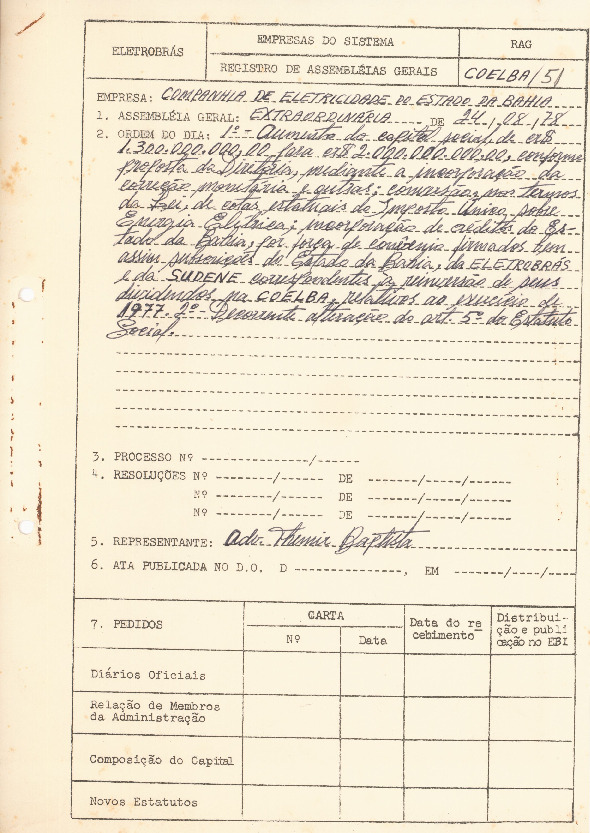 ELETROBRÁS
EMPRESAS DO SISTEMA
RAG
REGISTRO DE ASSEMBLÉIAS GERAIS
COELBA/51
EMPRESA: COMPANHIA DE ELETRICIDADE DO ESTADO DA BAHIA
1. ASSEMBLÉIA GERAL: EXTRAORDINÁRIA DE 24/08/78
2. ORDEM DO DIA: 1º - Aumento do capital social de cr$
1.300.000.000,00 para cr$ 2.000.000.000,00, conforme
proposta da Diretoria, mediante a incorporação da
correção monetária e outras; conversão, nos termos
da Lei, de cotas estatuais do Imposto Único sobre
Energia Elétrica; incorporação de créditos do Es-
tado da Bahia, por força de convênio firmados bem
assim subscrições do Estado da Bahia, da ELETROBRÁS
e da SUDENE correspondentes à reinversão de seus
dividendos na COELBA, relativos ao exercício de
1977. 2º - Decorrente alteração do art. 5º do Estatuto
Social.
3. PROCESSO Nº ---------------/------
4. RESOLUÇÕES Nº --------/------ DE --------/-----/-----
Nº --------/------ DE --------/-----/-----
Nº --------/------ DE --------/-----/-----
5. REPRESENTANTE: Adv. Themir Baptista
6. ATA PUBLICADA NO D.O. D --------------, EM -------/----/---
7. PEDIDOS
CARTA
Nº
Data
Data do re
cebimento
Distribui-
ção e publi
cação no EBI
Diários Oficiais
Relação de Membros
da Administração
Composição do Capital
Novos Estatutos